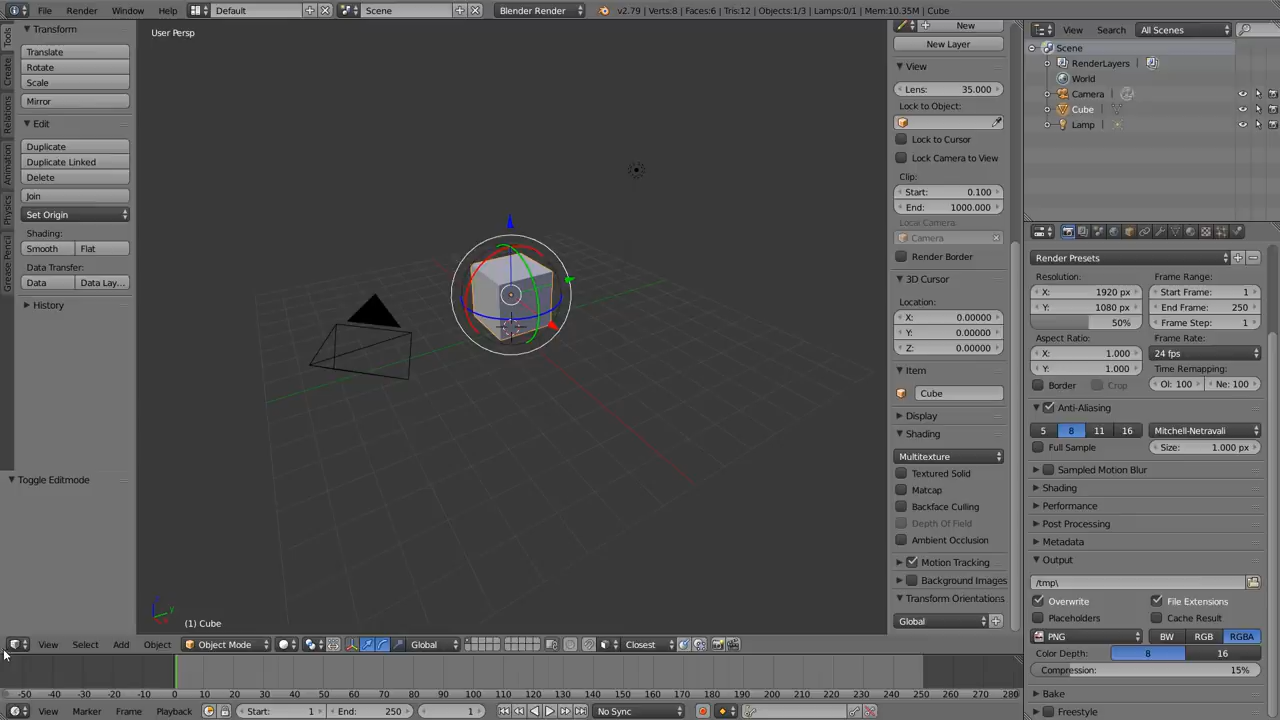 File Render Window Help Default Scene Blender Render v2.79 | Verts:8 | Faces:6 | Tris:12 | Objects:1/3 | Lamps:0/1 | Mem:10.35M | Cube
Tools
Create
Relations
Animation
Physics
Grease Pencil
Transform
Translate
Rotate
Scale
Mirror
Edit
Duplicate
Duplicate Linked
Delete
Join
Set Origin
Shading:
Smooth Flat
Data Transfer:
Data Data Lay...
History
Toggle Editmode
User Persp
(1) Cube
New
New Layer
View
Lens: 35.000
Lock to Object:
Lock to Cursor
Lock Camera to View
Clip:
Start: 0.100
End: 1000.000
Local Camera
Camera
Render Border
3D Cursor
Location:
X: 0.00000
Y: 0.00000
Z: 0.00000
Item
Cube
Display
Shading
Multitexture
Textured Solid
Matcap
Backface Culling
Depth Of Field
Ambient Occlusion
Motion Tracking
Background Images
Transform Orientations
Global
View Search All Scenes
Scene
RenderLayers
World
Camera
Cube
Lamp
Render Presets
Resolution: Frame Range:
X: 1920 px Start Frame: 1
Y: 1080 px End Frame: 250
50% Frame Step: 1
Aspect Ratio: Frame Rate:
X: 1.000 24 fps
Y: 1.000 Time Remapping:
Border Crop Ol: 100 Ne: 100
Anti-Aliasing
5 8 11 16 Mitchell-Netravali
Full Sample Size: 1.000 px
Sampled Motion Blur
Shading
Performance
Post Processing
Metadata
Output
/tmp\
Overwrite File Extensions
Placeholders Cache Result
PNG BW RGB RGBA
Color Depth: 8 16
Compression: 15%
Bake
Freestyle
View Select Add Object Object Mode Global Closest
-50 -40 -30 -20 -10 0 10 20 30 40 50 60 70 80 90 100 110 120 130 140 150 160 170 180 190 200 210 220 230 240 250 260 270 280
View Marker Frame Playback Start: 1 End: 250 1 No Sync